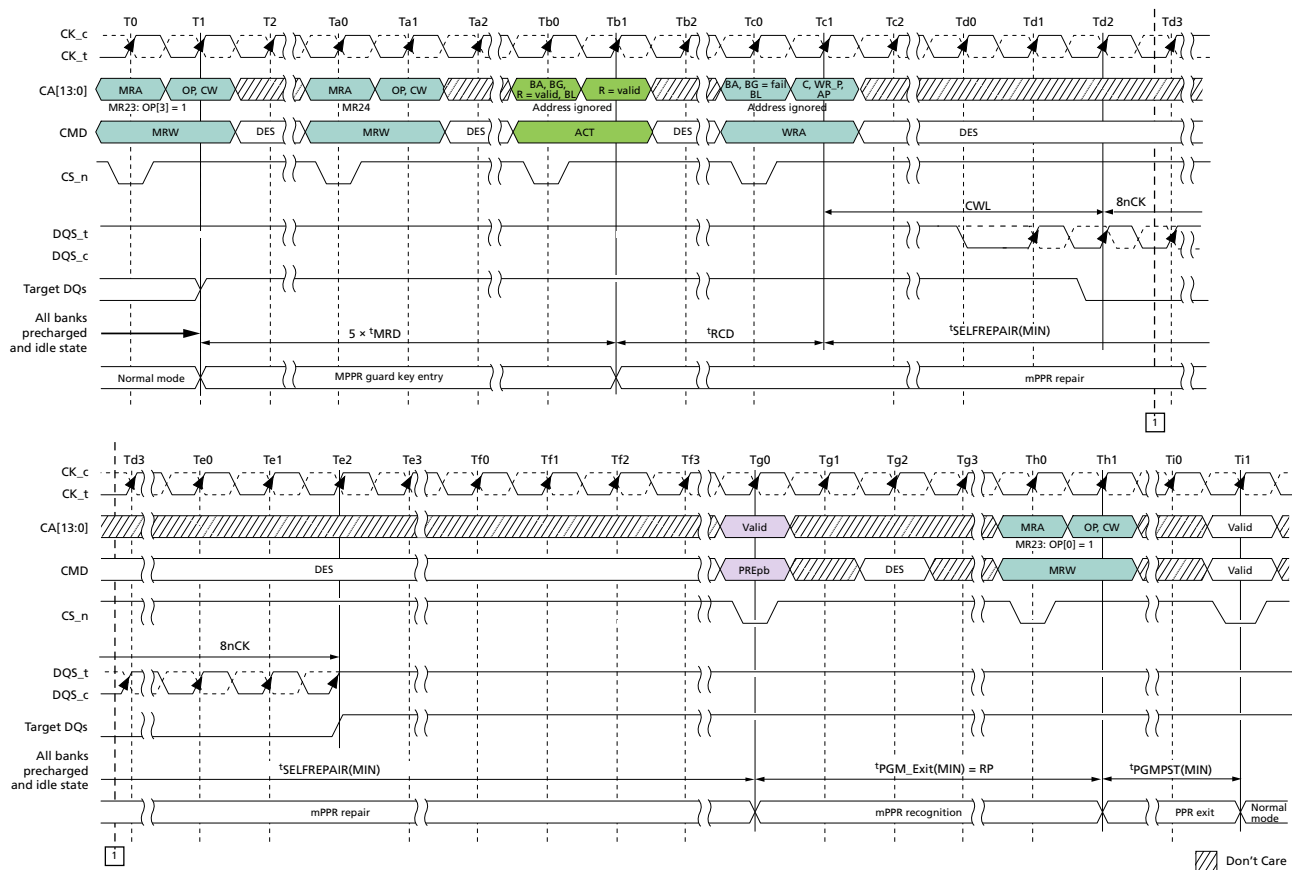 T0 T1 T2 Ta0 Ta1 Ta2 Tb0 Tb1 Tb2 Tc0 Tc1 Tc2 Td0 Td1 Td2 Td3
CK_c
CK_t
CA[13:0] MRA OP, CW MRA OP, CW BA, BG, R = valid, BL R = valid BA, BG = fail BL C, WR_P, AP
MR23: OP[3] = 1 MR24 Address ignored Address ignored
CMD MRW DES MRW DES ACT DES WRA DES
CS_n
CWL 8nCK
DQS_t
DQS_c
Target DQs
All banks
precharged
and idle state
5 × tMRD tRCD tSELFREPAIR(MIN)
Normal mode MPPR guard key entry mPPR repair
1
Td3 Te0 Te1 Te2 Te3 Tf0 Tf1 Tf2 Tf3 Tg0 Tg1 Tg2 Tg3 Th0 Th1 Ti0 Ti1
CK_c
CK_t
CA[13:0] Valid MRA OP, CW Valid
MR23: OP[0] = 1
CMD DES PREpb DES MRW Valid
CS_n
8nCK
DQS_t
DQS_c
Target DQs
All banks
precharged
and idle state
tSELFREPAIR(MIN) tPGM_Exit(MIN) = RP tPGMPST(MIN)
mPPR repair mPPR recognition PPR exit Normal mode
1
Don't Care